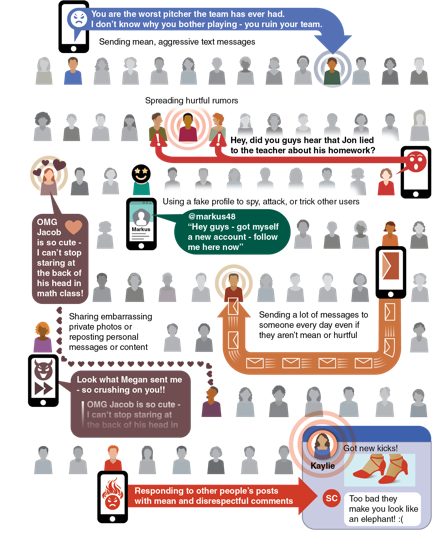 You are the worst pitcher the team has ever had.
I don't know why you bother playing - you ruin your team.
Sending mean, aggressive text messages
Spreading hurtful rumors
Hey, did you guys hear that Jon lied
to the teacher about his homework?
Using a fake profile to spy, attack, or trick other users
Markus
@markus48
“Hey guys - got myself
a new account - follow
me here now”
OMG
Jacob
is so cute -
I can't stop
staring at
the back of
his head in
math class!
Sharing embarrassing
private photos or
reposting personal
messages or content
Sending a lot of messages to
someone every day even if
they aren't mean or hurtful
Look what Megan sent me
- so crushing on you!!
OMG Jacob is so cute -
I can't stop staring at
the back of his head in
Kaylie
Got new kicks!
Responding to other people's posts
with mean and disrespectful comments
SC
Too bad they
make you look like
an elephant! :(